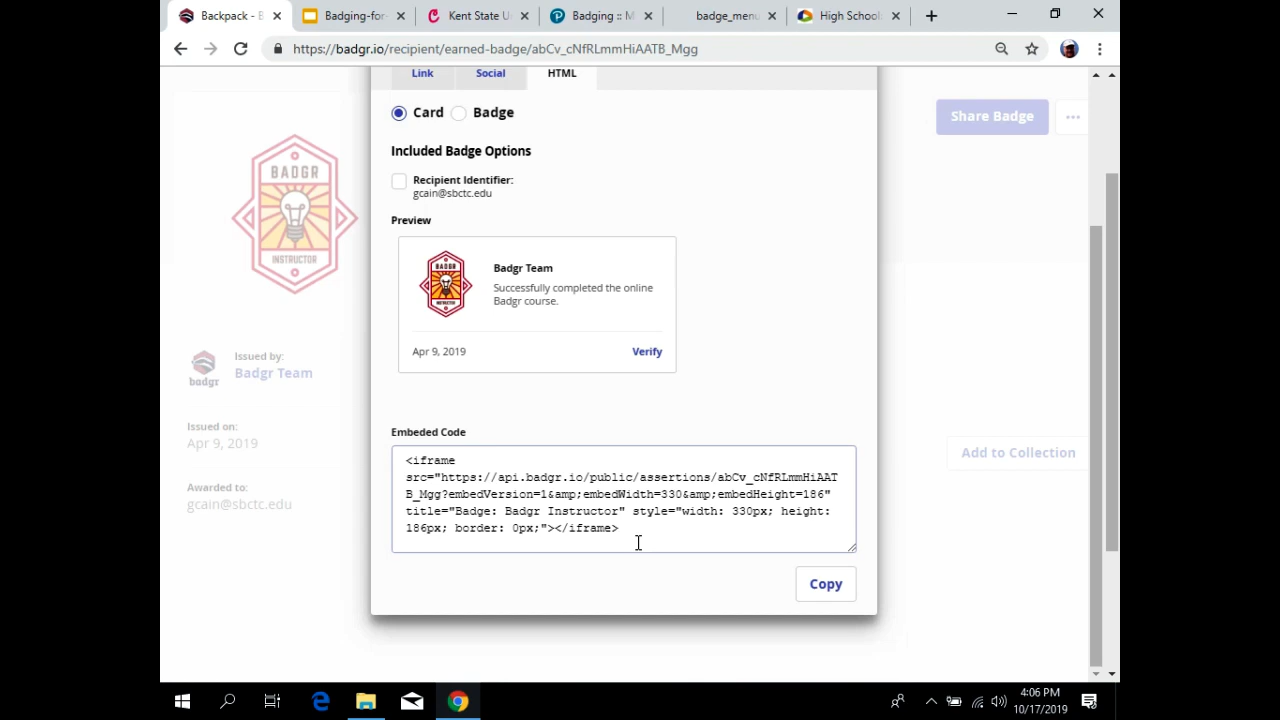 Backpack - B
Badging-for-
Kent State U
Badging :: M
badge_menu
High School
https://badgr.io/recipient/earned-badge/abCv_cNfRLmmHiAATB_Mgg
Link
Social
HTML
Card
Badge
Share Badge
Included Badge Options
Recipient Identifier:
gcain@sbctc.edu
BADGR
INSTRUCTOR
Preview
BADGR
INSTRUCTOR
Badgr Team
Successfully completed the online
Badgr course.
Apr 9, 2019
Verify
badgr
Issued by:
Badgr Team
Issued on:
Apr 9, 2019
Awarded to:
gcain@sbctc.edu
Add to Collection
Embeded Code
<iframe
src="https://api.badgr.io/public/assertions/abCv_cNfRLmmHiAAT
B_Mgg?embedVersion=1&amp;embedWidth=330&amp;embedHeight=186"
title="Badge: Badgr Instructor" style="width: 330px; height:
186px; border: 0px;"></iframe>
Copy
4:06 PM
10/17/2019